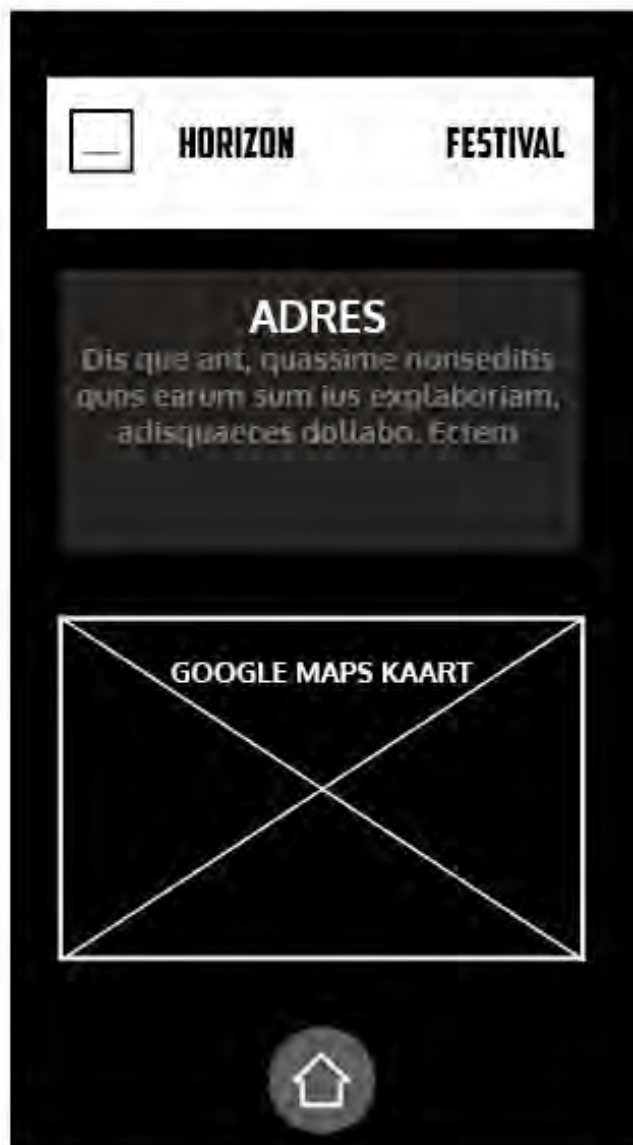 HORIZON FESTIVAL
ADRES
Dis que ant, quassime nonseditis
quos earum sum ius explaboriam,
adisquaeces dollabo. Ectem
GOOGLE MAPS KAART